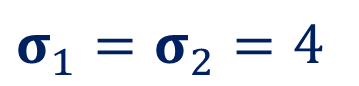 𝛔₁ = 𝛔₂ = 4